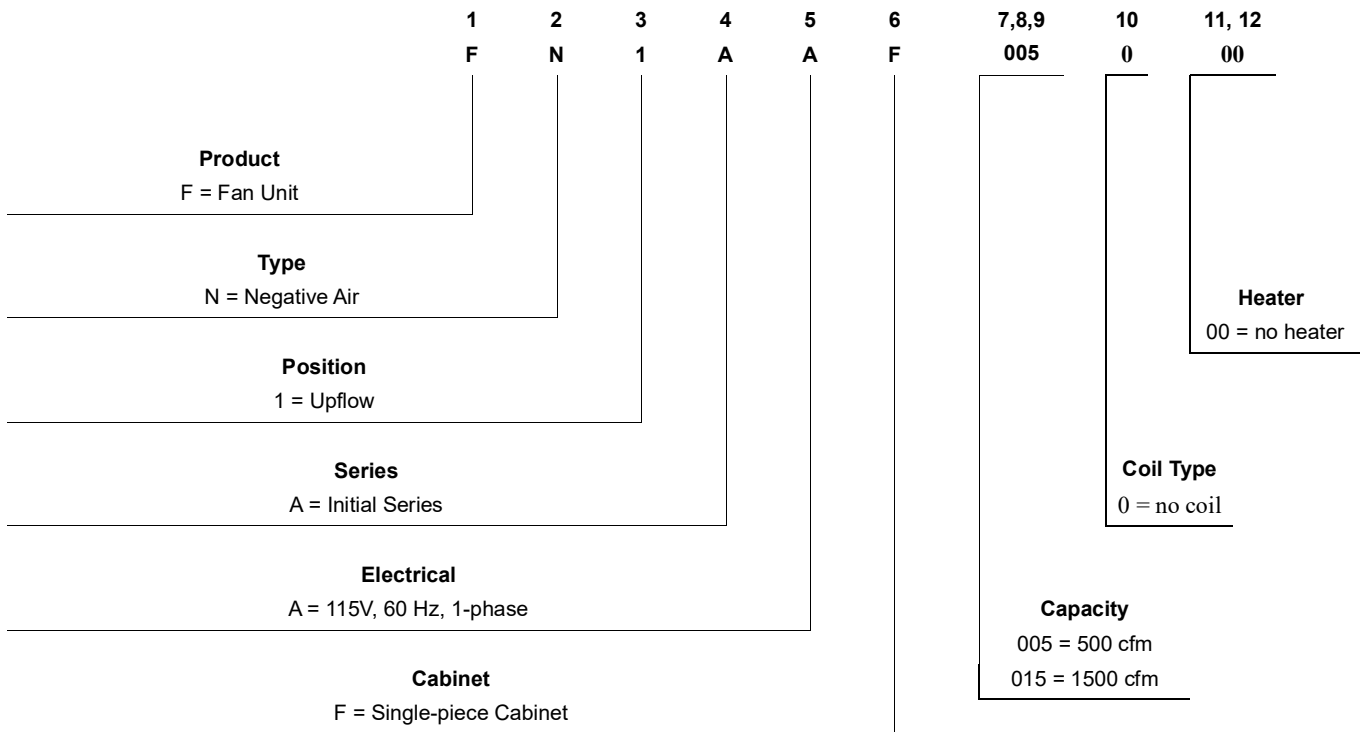 1 2 3 4 5 6 7,8,9 10 11, 12
F N 1 A A F 005 0 00
Product
F = Fan Unit
Type
N = Negative Air
Heater
00 = no heater
Position
1 = Upflow
Series
A = Initial Series
Coil Type
0 = no coil
Electrical
A = 115V, 60 Hz, 1-phase
Capacity
005 = 500 cfm
015 = 1500 cfm
Cabinet
F = Single-piece Cabinet